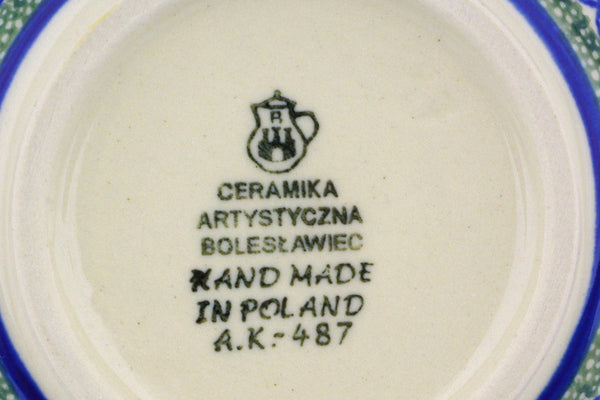 R
CERAMIKA
ARTYSTYCZNA
BOLESŁAWIEC
HAND MADE
IN POLAND
A.K.-487